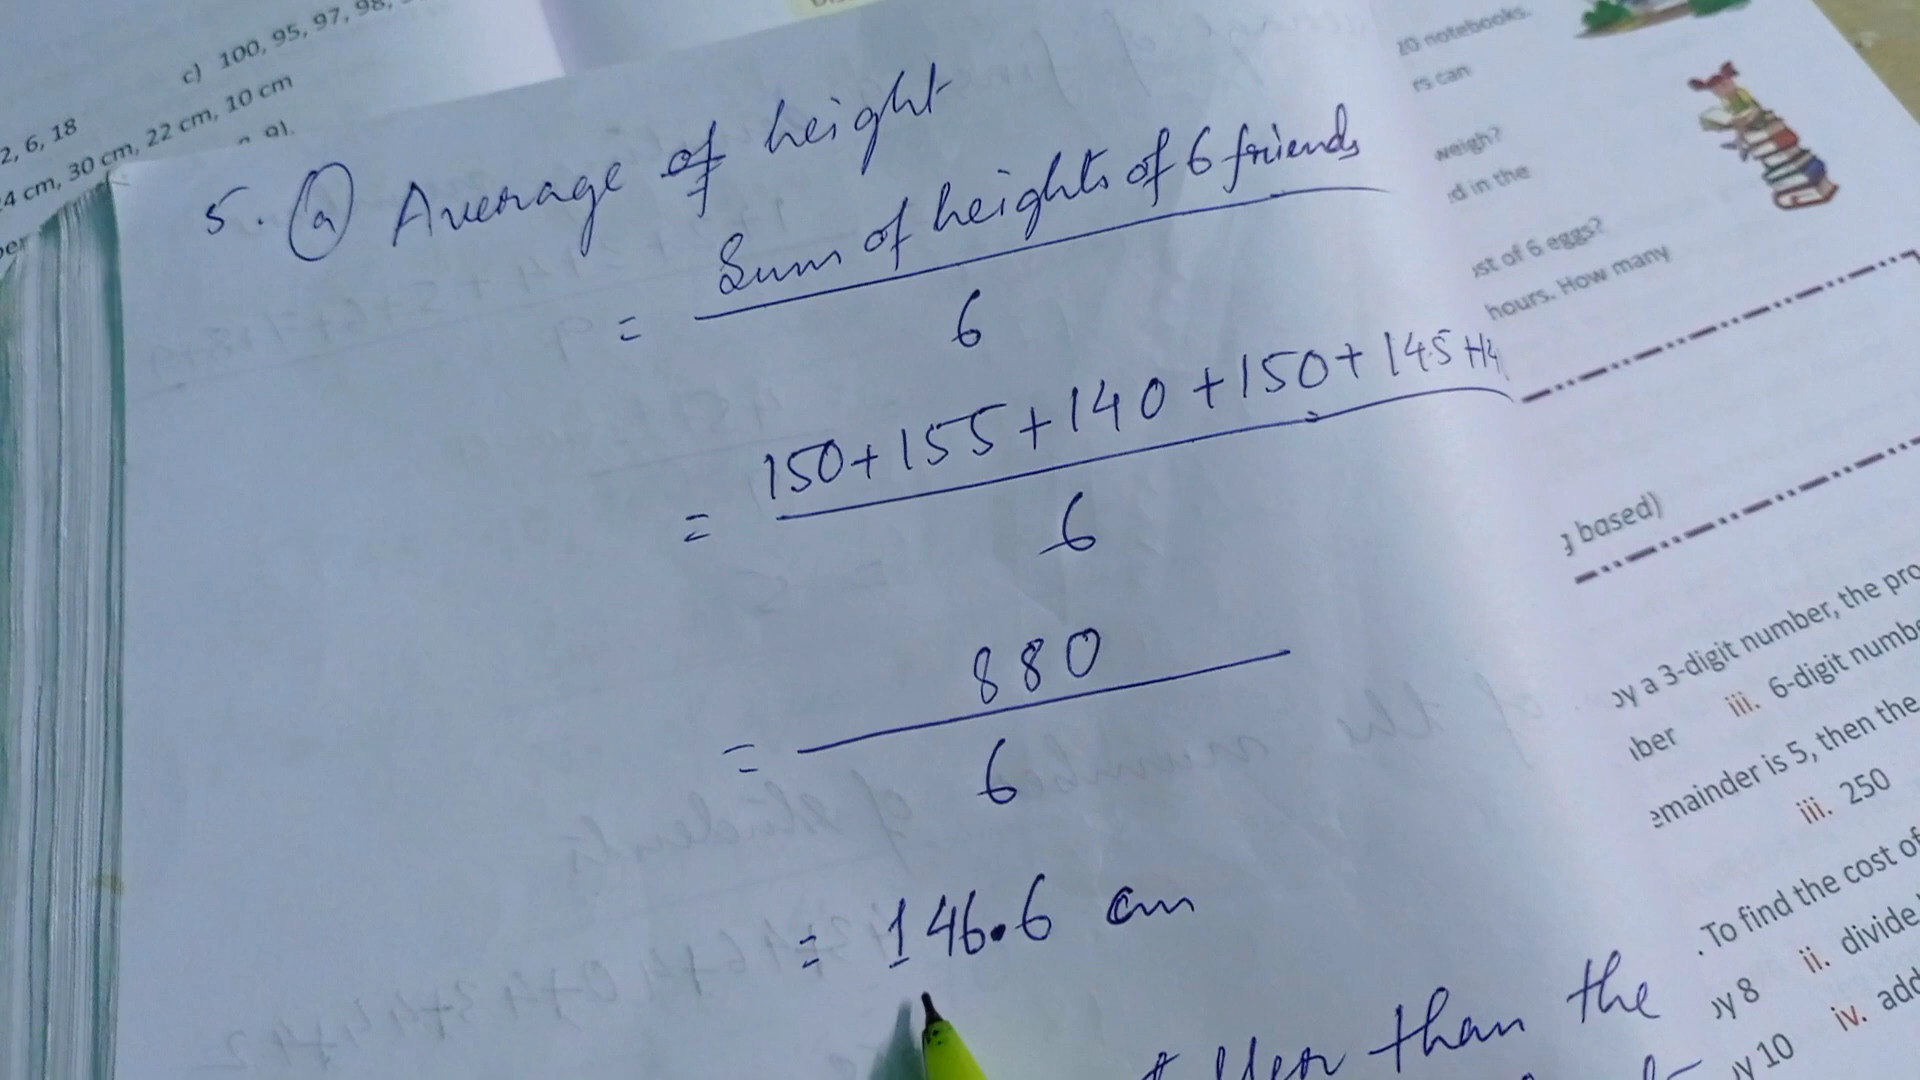 c) 100, 95, 97, 98,
2, 6, 18
4 cm, 30 cm, 22 cm, 10 cm
5. (a) Average of height
= Sum of heights of 6 friends
6
= 150+155+140+150+145+14
6
= 880
6
= 146.6 cm
than the
20 notebooks.
rs can
weigh?
d in the
st of 6 eggs?
hours. How many
g based)
by a 3-digit number, the pro
iii. 6-digit numbe
ber
emainder is 5, then the
iii. 250
. To find the cost of
by 8
ii. divide
by 10
iv. add